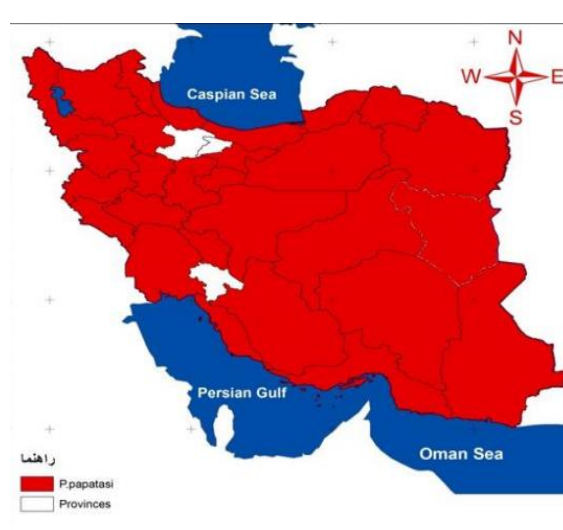 N
W E
S
Caspian Sea
Persian Gulf
Oman Sea
راهنما
P.papatasi
Provinces